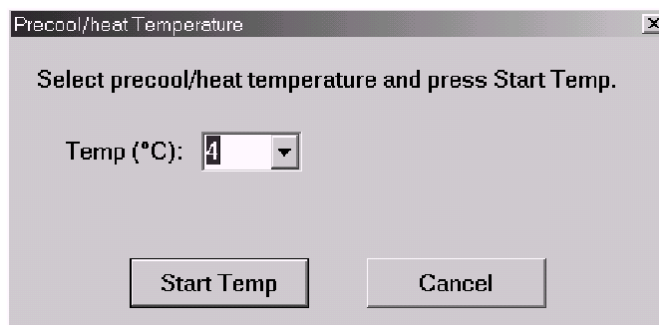 Precool/heat Temperature
Select precool/heat temperature and press Start Temp.
Temp (°C): 4
Start Temp Cancel